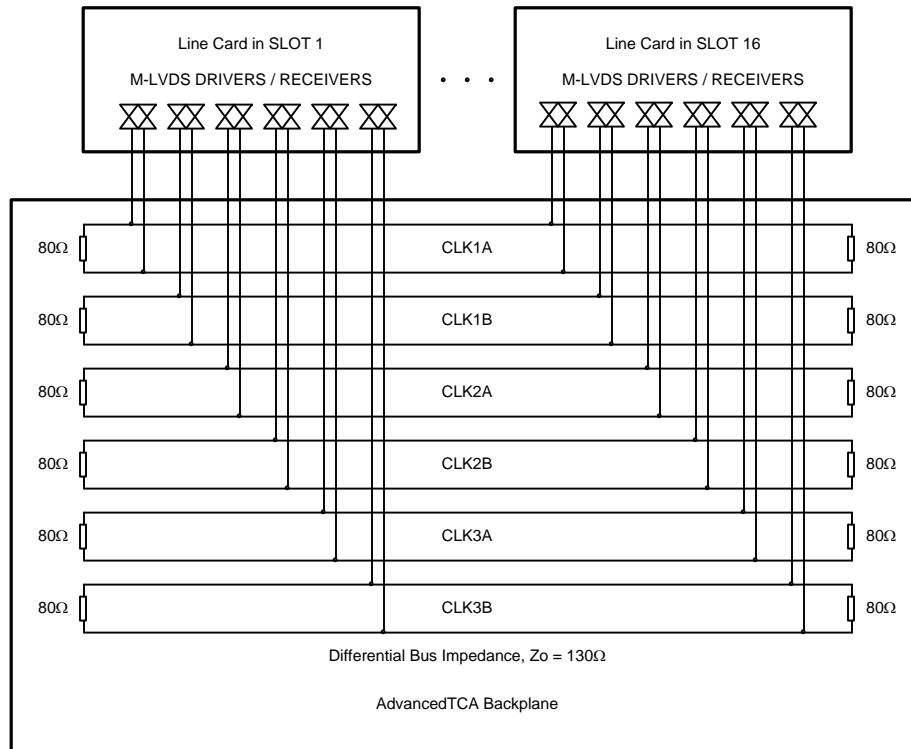 Line Card in SLOT 1
M-LVDS DRIVERS / RECEIVERS
. . .
Line Card in SLOT 16
M-LVDS DRIVERS / RECEIVERS
80Ω CLK1A 80Ω
80Ω CLK1B 80Ω
80Ω CLK2A 80Ω
80Ω CLK2B 80Ω
80Ω CLK3A 80Ω
80Ω CLK3B 80Ω
Differential Bus Impedance, Zo = 130Ω
AdvancedTCA Backplane